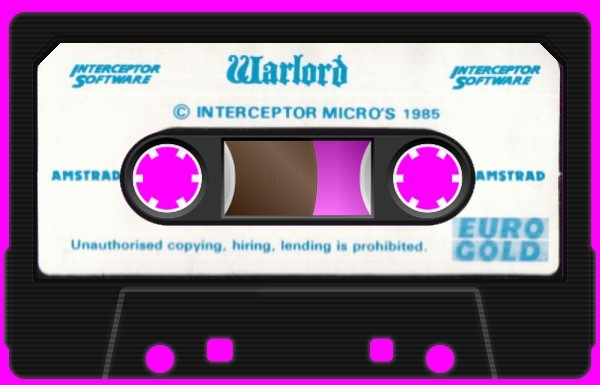 INTERCEPTOR SOFTWARE
Warlord
INTERCEPTOR SOFTWARE
© INTERCEPTOR MICRO'S 1985
AMSTRAD
AMSTRAD
Unauthorised copying, hiring, lending is prohibited.
EURO GOLD